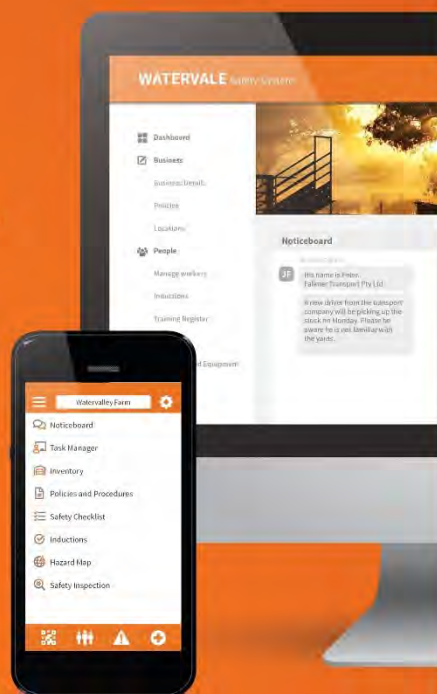 WATERVALE Safety System
Dashboard
Business
Business Details
Policies
Locations
People
Manage workers
Inductions
Training Register
Equipment
Noticeboard
JF
His name is Peter.
Falkner Transport Pty Ltd
A new driver from the transport
company will be picking up the
stock on Monday. Please be
aware he is not familiar with
the yards.
Watervalley Farm
Noticeboard
Task Manager
Inventory
Policies and Procedures
Safety Checklist
Inductions
Hazard Map
Safety Inspection